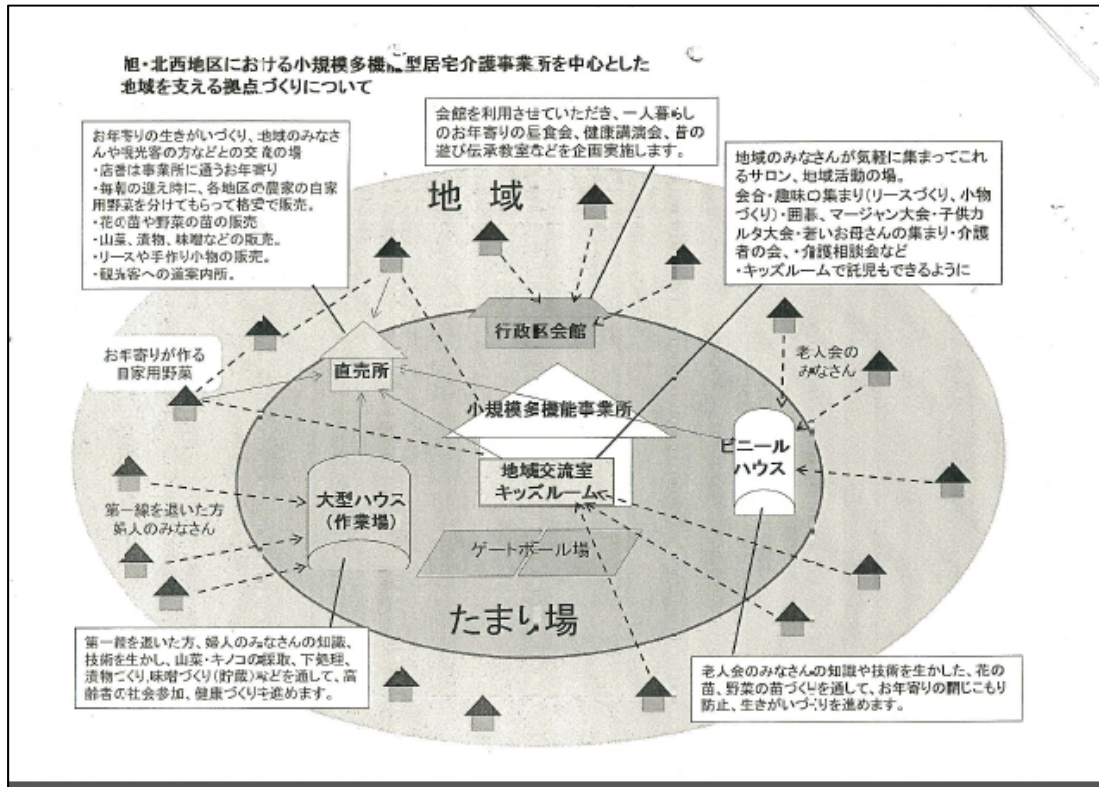 旭・北西地区における小規模多機能型居宅介護事業所を中心とした
地域を支える拠点づくりについて
お年寄りの生きがいづくり、地域のみなさ
んや観光客の方などとの交流の場
・店番は事業所に通うお年寄り
・毎朝の迎え時に、各地区の農家の自家
用野菜を分けてもらって格安で販売。
・花の苗や野菜の苗の販売
・山菜、漬物、味噌などの販売。
・リースや手作り小物の販売。
・観光客への道案内所。
会館を利用させていただき、一人暮らし
のお年寄りの昼食会、健康講演会、昔の
遊び伝承教室などを企画実施します。
地域のみなさんが気軽に集まってこれ
るサロン、地域活動の場。
会合・趣味の集まり(リースづくり、小物
づくり)・囲碁、マージャン大会・子供カ
ルタ大会・老いお母さんの集まり・介護
者の会、・介護相談会など
・キッズルームで託児もできるように
地域
行政区会館
お年寄りが作る
自家用野菜
直売所
老人会の
みなさん
小規模多機能事業所
ビニール
ハウス
地域交流室
キッズルーム
大型ハウス
(作業場)
第一線を退いた方
婦人のみなさん
ゲートボール場
たまり場
第一線を退いた方、婦人のみなさんの知識、
技術を生かし、山菜・キノコの採取、下処理、
漬物づくり,味噌づくり(貯蔵)などを通して、高
齢者の社会参加、健康づくりを進めます。
老人会のみなさんの知識や技術を生かした、花の
苗、野菜の苗づくりを通して、お年寄りの閉じこもり
防止、生きがいづくりを進めます。